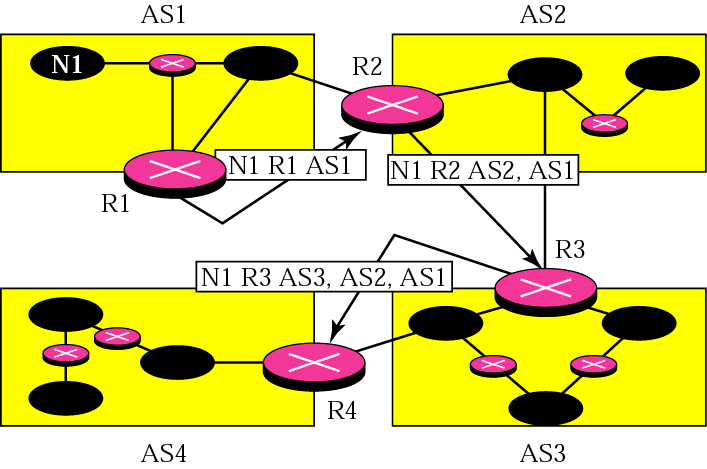 AS1
AS2
N1
R2
N1 R1 AS1
N1 R2 AS2, AS1
R1
R3
N1 R3 AS3, AS2, AS1
R4
AS4
AS3